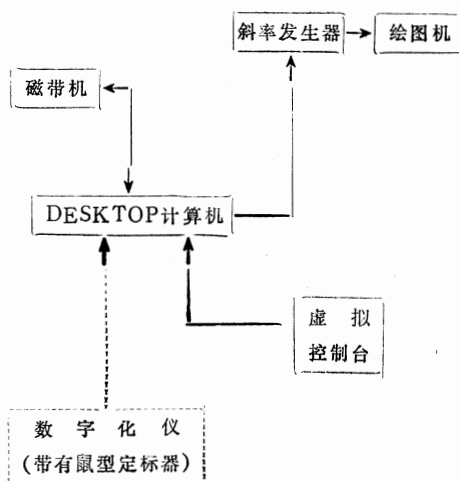 斜率发生器
绘图机
磁带机
DESKTOP计算机
虚拟
控制台
数字化仪
(带有鼠型定标器)